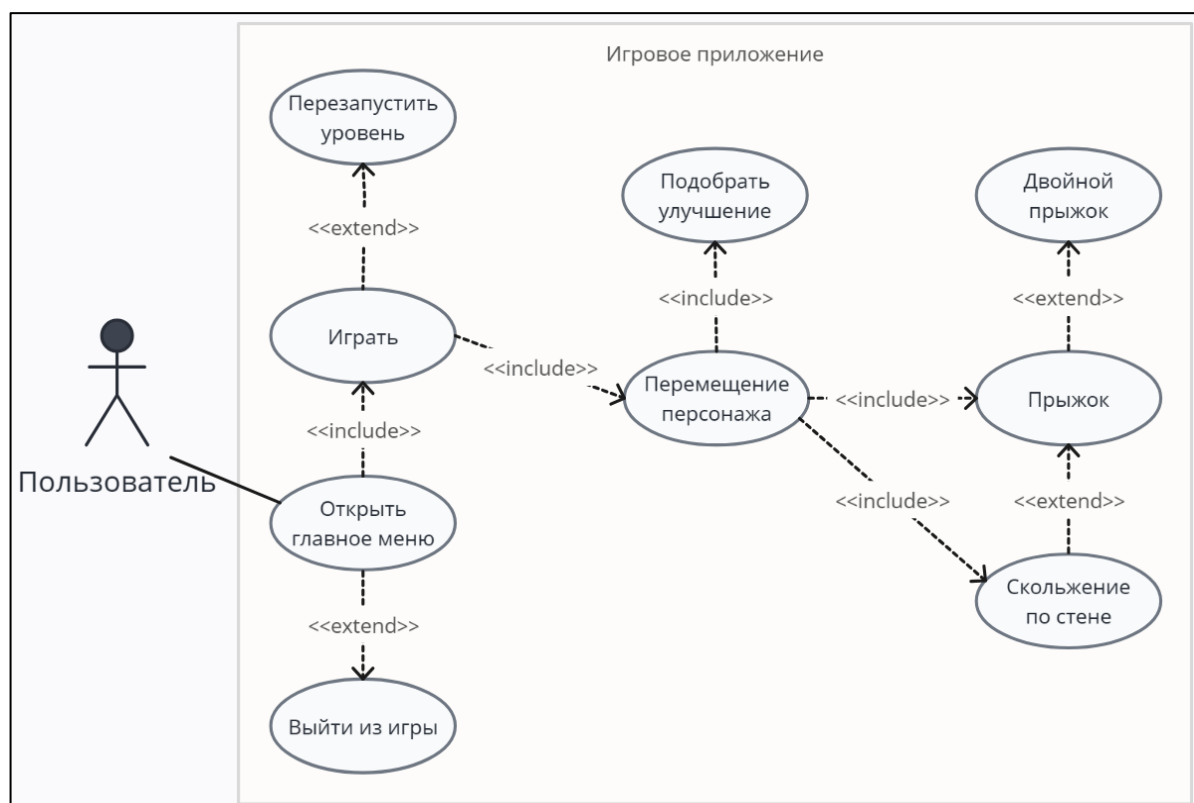 Игровое приложение
Перезапустить
уровень
<<extend>>
Играть
<<include>>
Открыть
главное меню
<<extend>>
Выйти из игры
Пользователь
<<include>>
Подобрать
улучшение
<<include>>
Перемещение
персонажа
<<include>>
<<include>>
Двойной
прыжок
<<extend>>
Прыжок
<<extend>>
Скольжение
по стене